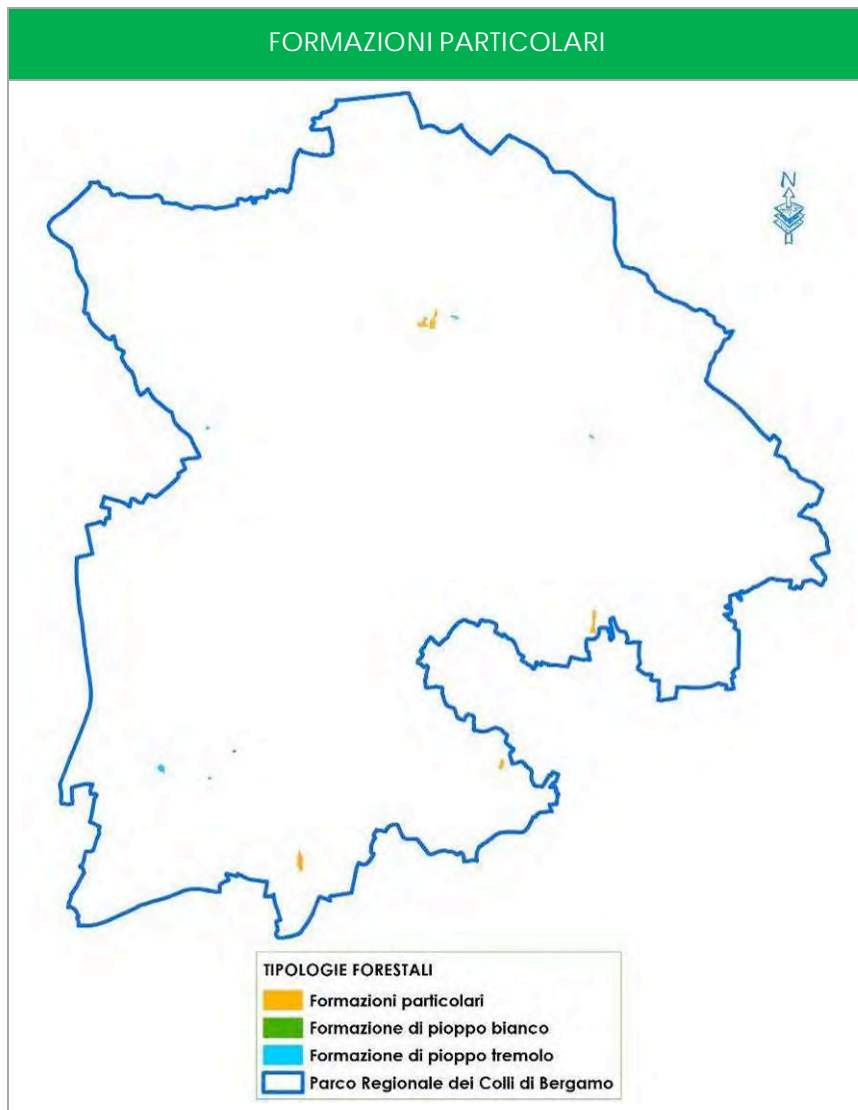 FORMAZIONI PARTICOLARI
N
TIPOLOGIE FORESTALI
Formazioni particolari
Formazione di pioppo bianco
Formazione di pioppo tremolo
Parco Regionale dei Colli di Bergamo